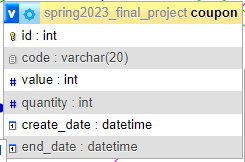 spring2023_final_project coupon
id : int
code : varchar(20)
# value : int
# quantity : int
create_date : datetime
end_date : datetime